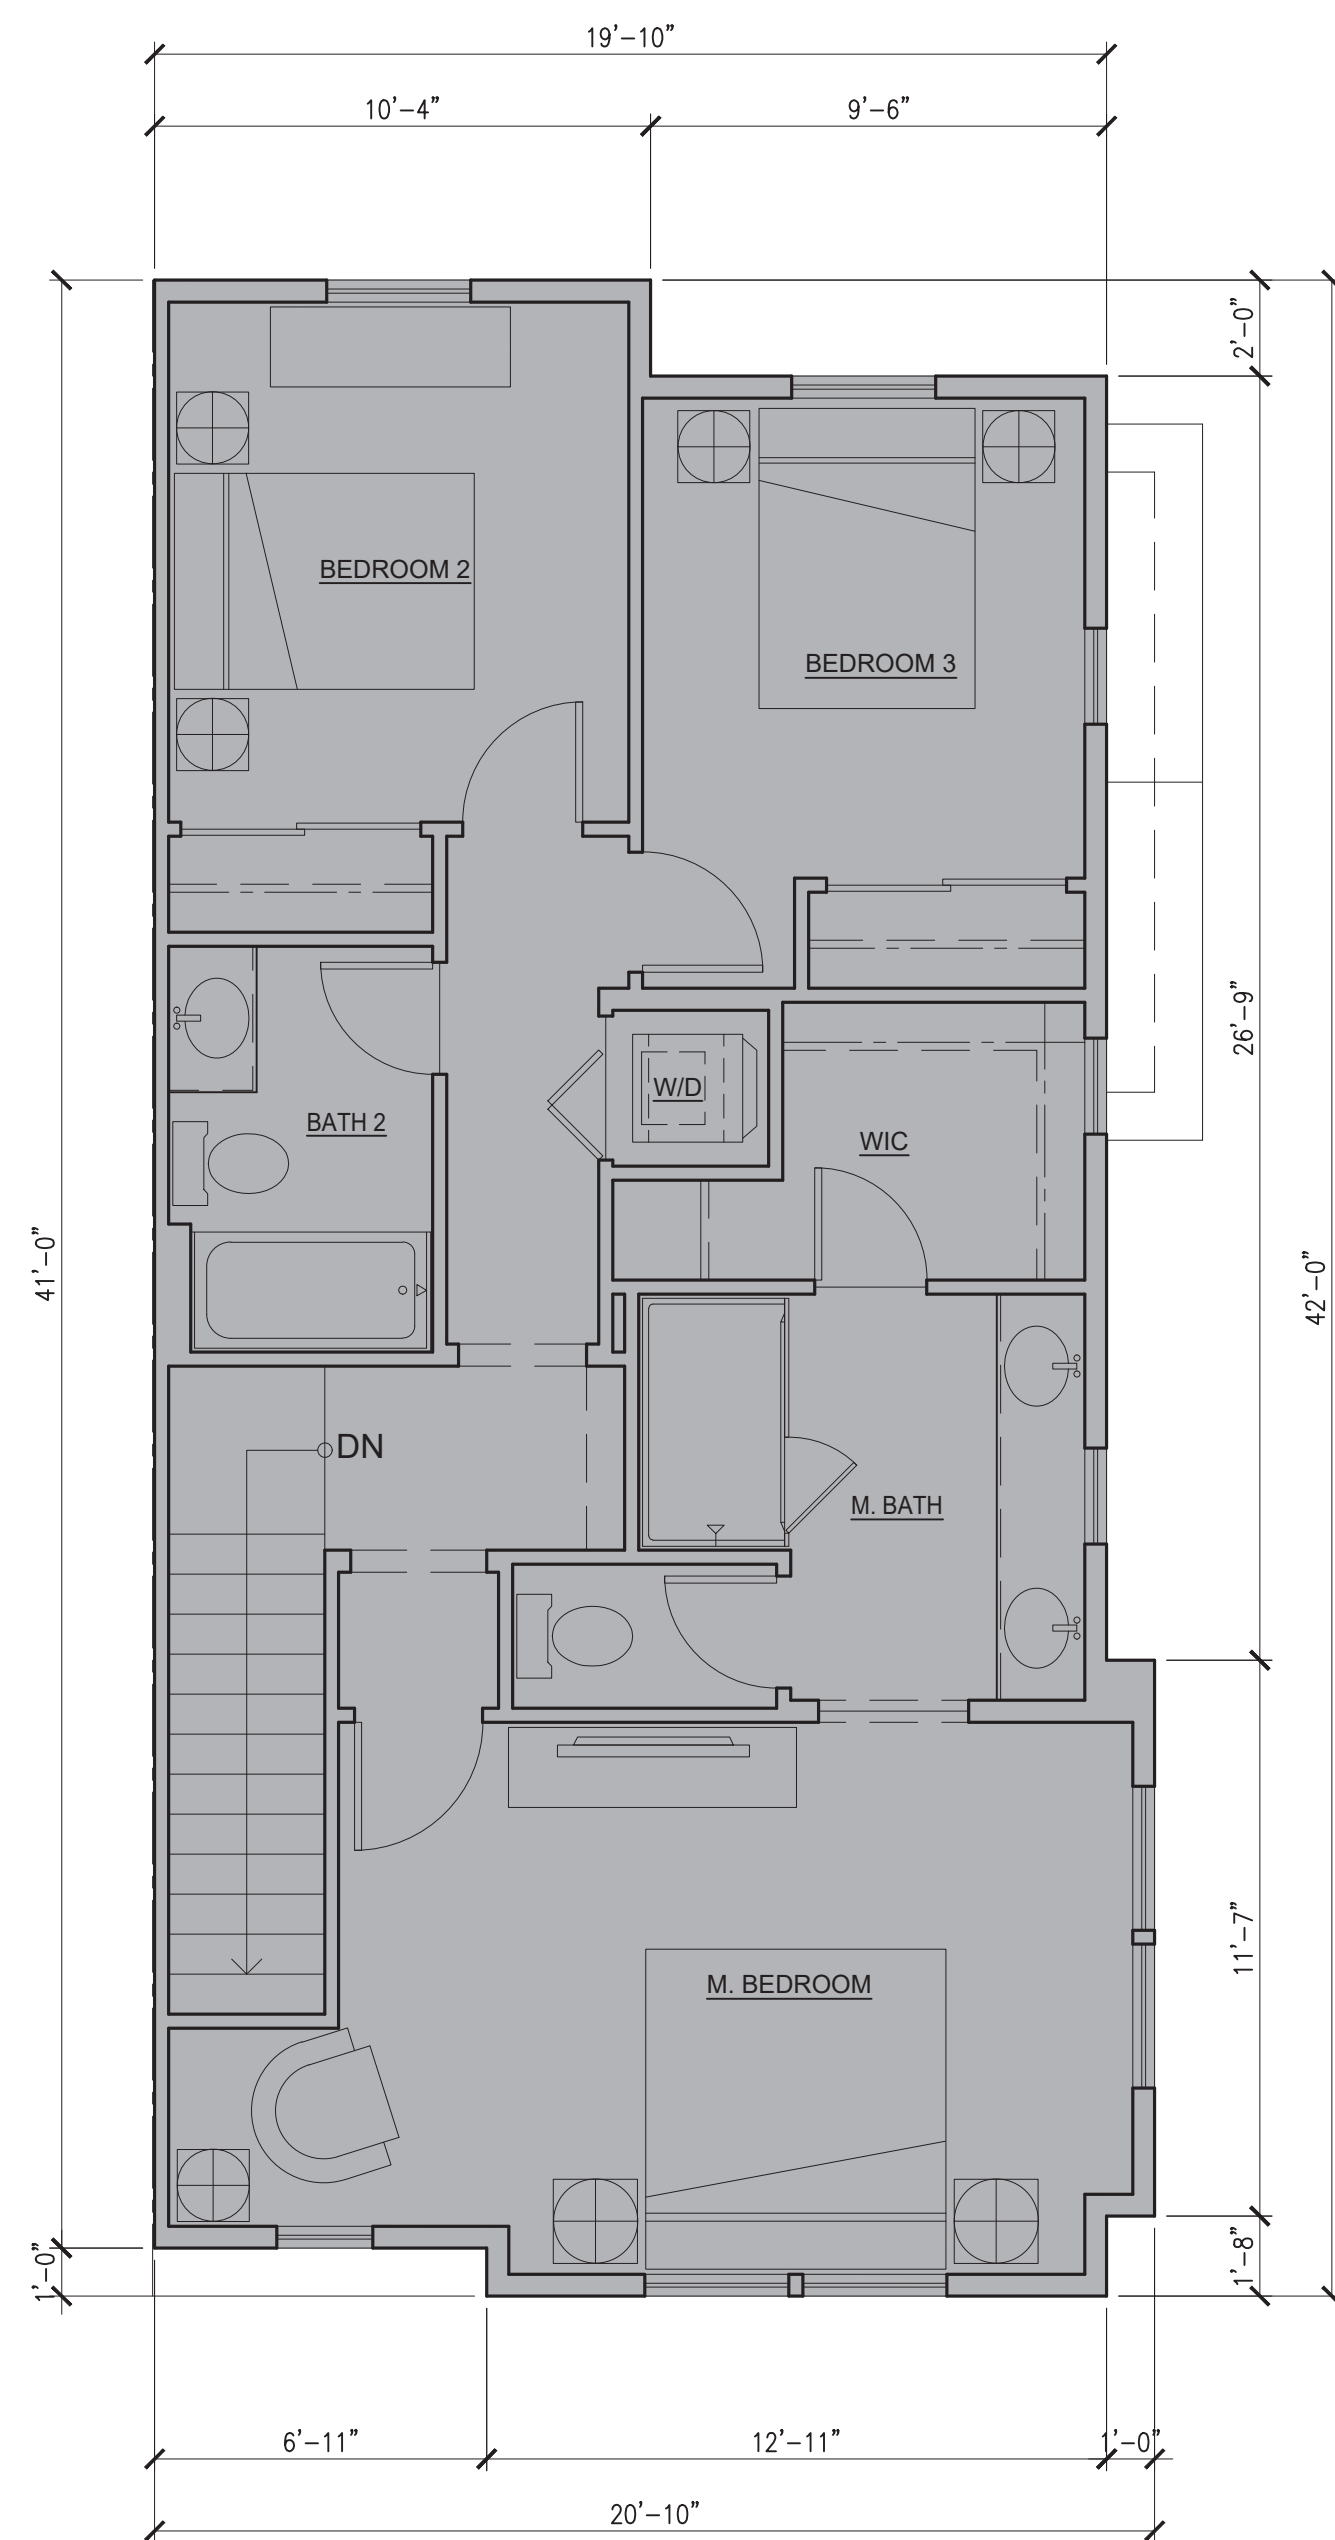 19'-10"
10'-4"
9'-6"
2'-0"
BEDROOM 2
BEDROOM 3
26'-9"
W/D
BATH 2
WIC
41'-0"
42'-0"
DN
M. BATH
11'-7"
M. BEDROOM
1'-0"
1'-8"
6'-11"
12'-11"
1'-0"
20'-10"